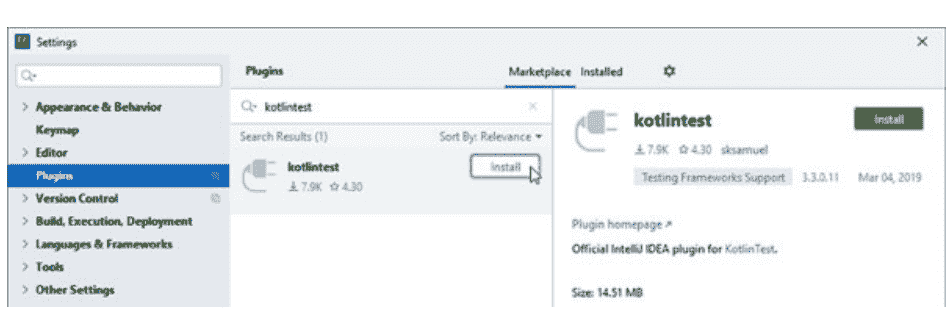 Settings
Plugins Marketplace Installed
Appearance & Behavior
Keymap
Editor
Plugins
Version Control
Build, Execution, Deployment
Languages & Frameworks
Tools
Other Settings
kotlintest
Search Results (1) Sort By: Relevance
kotlintest Install
7.9K 4.30
kotlintest Install
7.9K 4.30 sksamuel
Testing Frameworks Support 3.3.0.11 Mar 04, 2019
Plugin homepage
Official IntelliJ IDEA plugin for KotlinTest.
Size: 14.51 MB